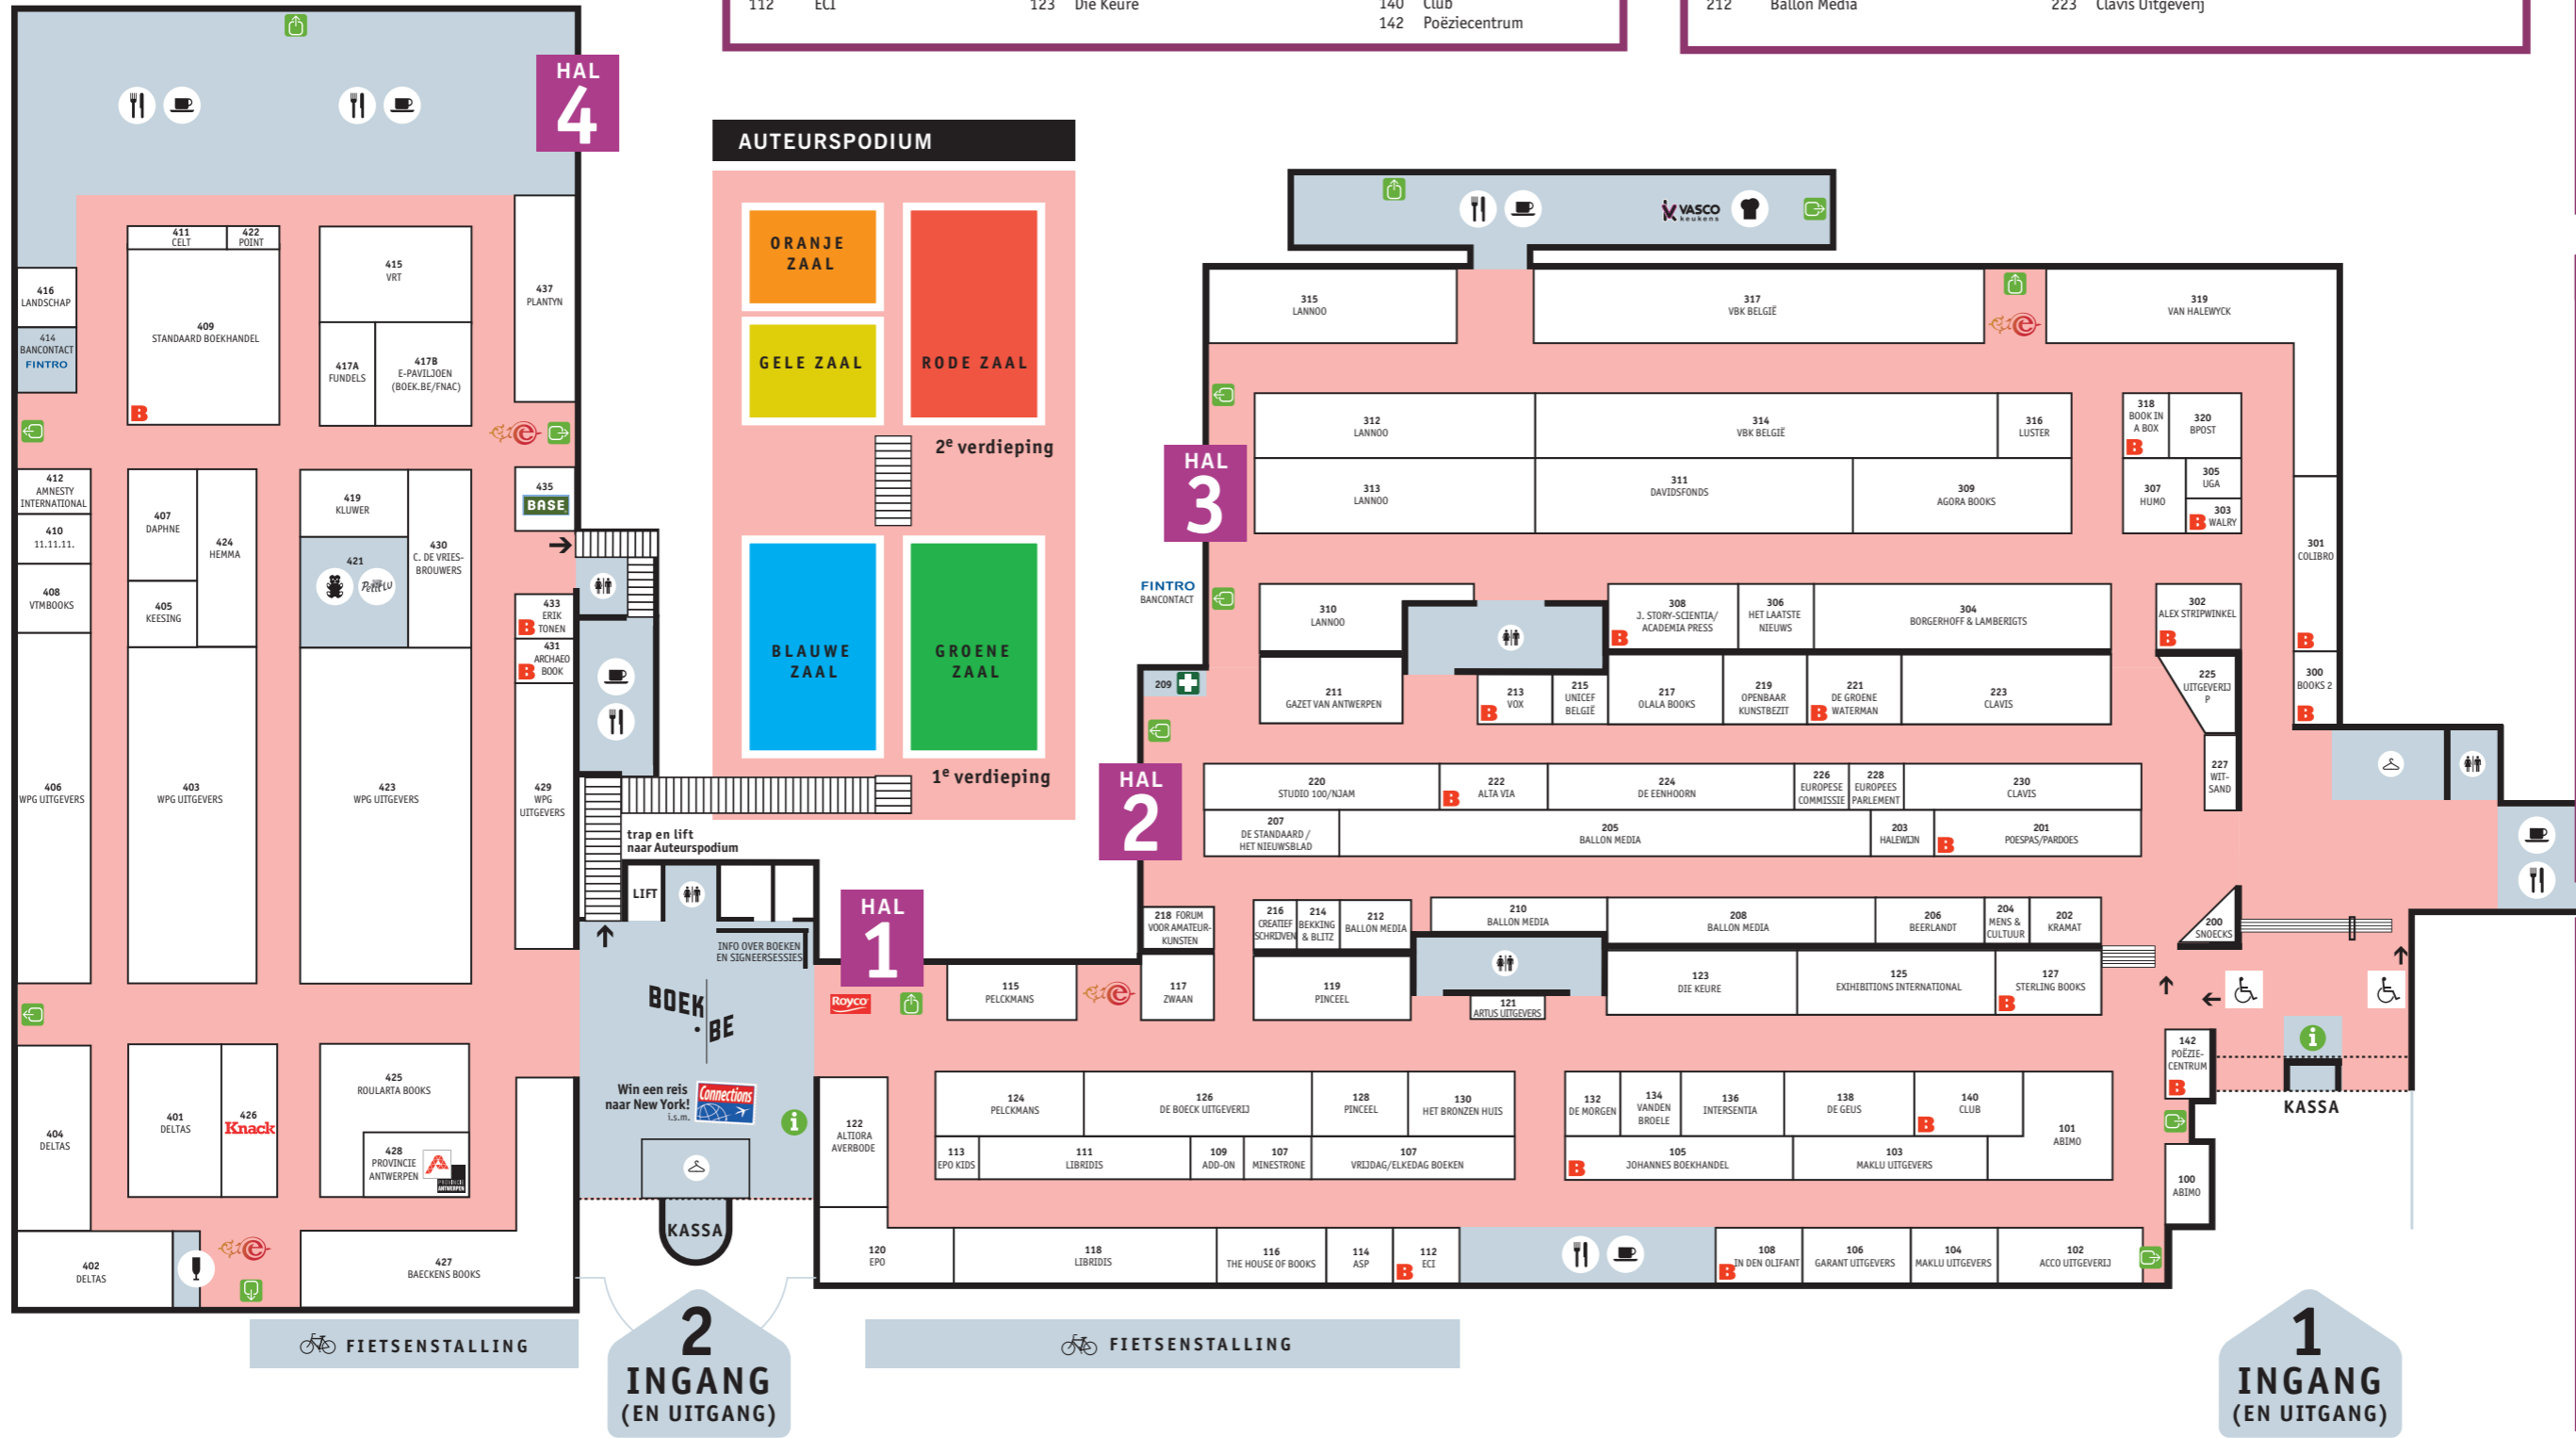 112 ECI
123 Die Keure
140 Club
142 Poëziecentrum
212 Ballon Media
223 Clavis Uitgeverij
HAL
4
411
CELT
422
POINT
409
STANDAARD BOEKHANDEL
B
415
VRT
417A
FUNDELS
417B
E-PAVILJOEN
(BOEK.BE/FNAC)
437
PLANTYN
416
LANDSCHAP
414
BANCONTACT
FINTRO
e
412
AMNESTY
INTERNATIONAL
410
11.11.11.
408
VTMBOOKS
407
DAPHNE
405
KEESING
424
HEMMA
419
KLUWER
421
Petit LU
430
C. DE VRIES-
BROUWERS
435
BASE
433
ERIK
B TONEN
431
ARCHAEO
B BOOK
406
WPG UITGEVERS
403
WPG UITGEVERS
423
WPG UITGEVERS
429
WPG
UITGEVERS
404
DELTAS
401
DELTAS
426
Knack
425
ROULARTA BOOKS
428
PROVINCIE
ANTWERPEN
A
PROVINCIE
ANTWERPEN
402
DELTAS
e
427
BAECKENS BOOKS
FIETSENSTALLING
AUTEURSPODIUM
ORANJE
ZAAL
GELE ZAAL
RODE ZAAL
2e verdieping
BLAUWE
ZAAL
GROENE
ZAAL
1e verdieping
trap en lift
naar Auteurspodium
LIFT
INFO OVER BOEKEN
EN SIGNEERSESSIES
BOEK
.BE
Win een reis
naar New York!
i.s.m.
Connections
i
KASSA
2
INGANG
(EN UITGANG)
HAL
1
Royco
115
PELCKMANS
e
117
ZWAAN
119
PINCEEL
121
ARTUS UITGEVERS
123
DIE KEURE
125
EXIHIBITIONS INTERNATIONAL
127
STERLING BOOKS
B
122
ALTIORA
AVERBODE
124
PELCKMANS
126
DE BOECK UITGEVERIJ
128
PINCEEL
130
HET BRONZEN HUIS
113
EPO KIDS
111
LIBRIDIS
109
ADD-ON
107
MINESTRONE
107
VRIJDAG/ELKEDAG BOEKEN
132
DE MORGEN
134
VANDEN
BROELE
136
INTERSENTIA
138
DE GEUS
140
CLUB
B
101
ABIMO
105
JOHANNES BOEKHANDEL
B
103
MAKLU UITGEVERS
142
POËZIE-
CENTRUM
B
100
ABIMO
120
EPO
118
LIBRIDIS
116
THE HOUSE OF BOOKS
114
ASP
112
ECI
B
108
B IN DEN OLIFANT
106
GARANT UITGEVERS
104
MAKLU UITGEVERS
102
ACCO UITGEVERIJ
FIETSENSTALLING
HAL
2
209
211
GAZET VAN ANTWERPEN
213
VOX
B
215
UNICEF
BELGIË
217
OLALA BOOKS
219
OPENBAAR
KUNSTBEZIT
221
DE GROENE
B WATERMAN
223
CLAVIS
225
UITGEVERIJ
P
227
WIT-
SAND
220
STUDIO 100/NJAM
222
ALTA VIA
B
224
DE EENHOORN
226
EUROPESE
COMMISSIE
228
EUROPEES
PARLEMENT
230
CLAVIS
207
DE STANDAARD /
HET NIEUWSBLAD
205
BALLON MEDIA
203
HALEWIJN
201
POESPAS/PARDOES
B
218 FORUM
VOOR AMATEUR-
KUNSTEN
216
CREATIEF
SCHRIJVEN
214
BEKKING
& BLITZ
212
BALLON MEDIA
210
BALLON MEDIA
208
BALLON MEDIA
206
BEERLANDT
204
MENS &
CULTUUR
202
KRAMAT
200
SNOECKS
HAL
3
VASCO
keukens
315
LANNOO
317
VBK BELGIË
e
319
VAN HALEWYCK
312
LANNOO
314
VBK BELGIË
316
LUSTER
313
LANNOO
311
DAVIDSFONDS
309
AGORA BOOKS
318
BOOK IN
A BOX
B
320
BPOST
307
HUMO
305
UGA
303
B WALRY
301
COLIBRO
B
300
BOOKS 2
B
FINTRO
BANCONTACT
310
LANNOO
308
J. STORY-SCIENTIA/
B ACADEMIA PRESS
306
HET LAATSTE
NIEUWS
304
BORGERHOFF & LAMBERIGTS
302
ALEX STRIPWINKEL
B
i
KASSA
1
INGANG
(EN UITGANG)